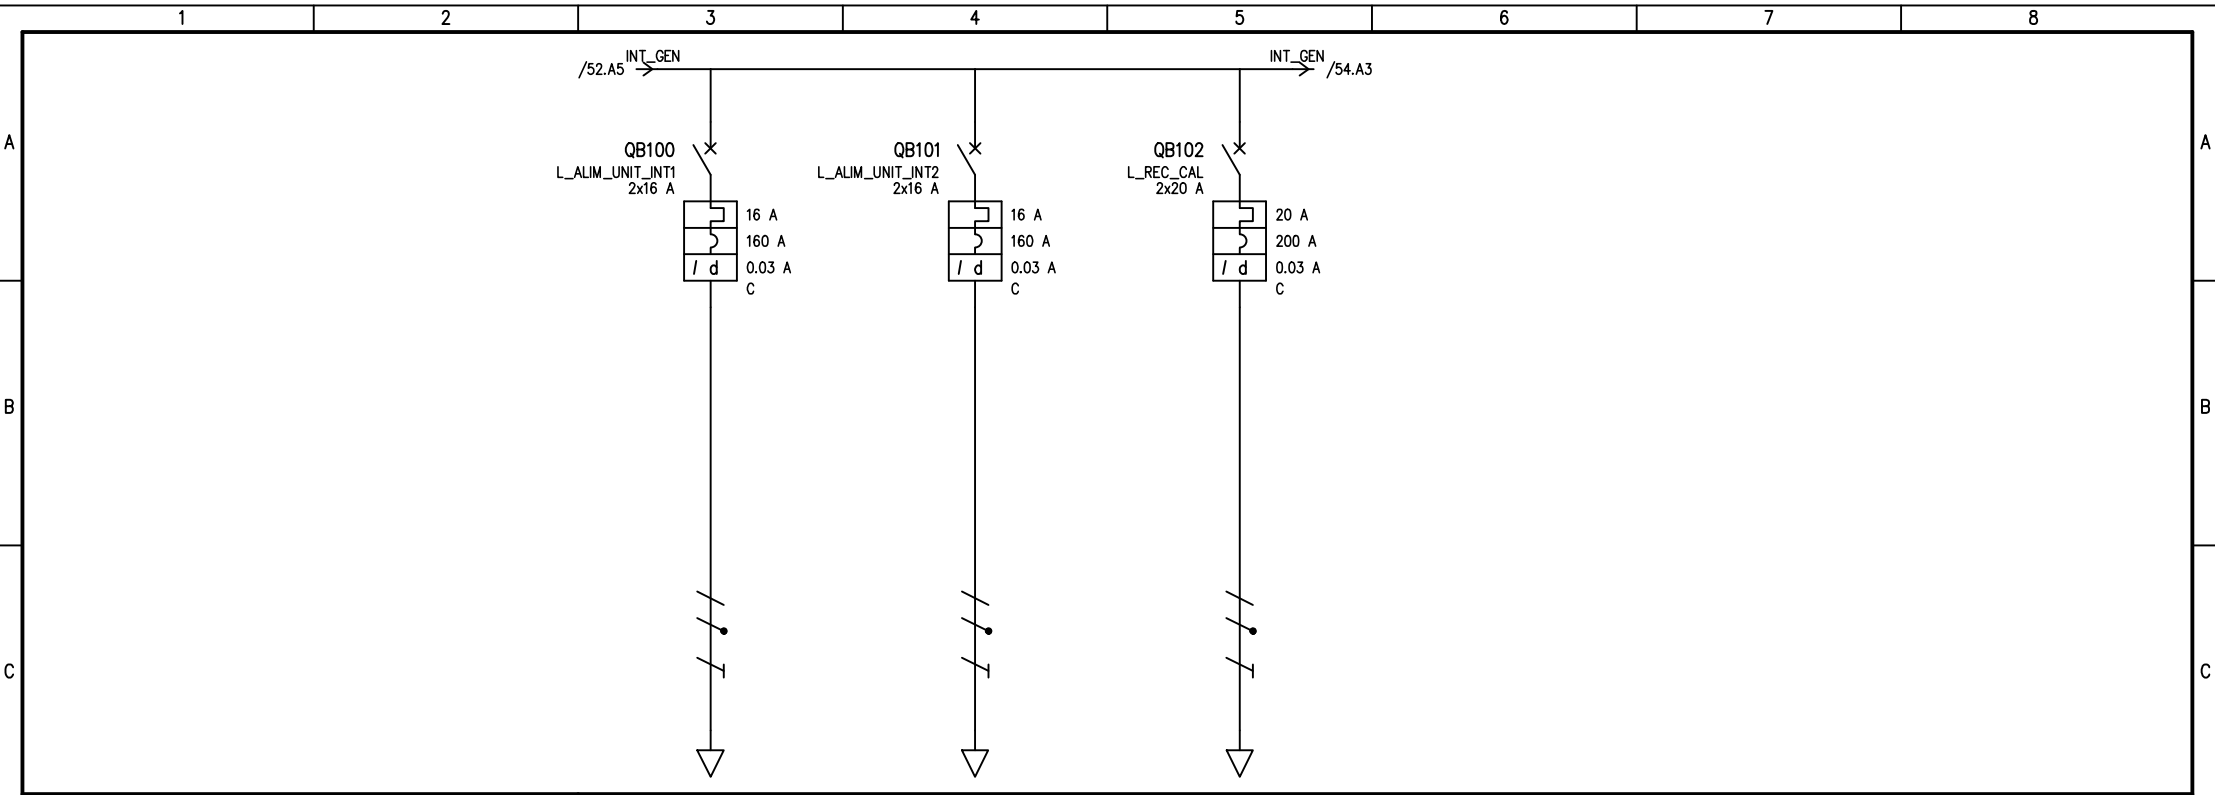 1 2 3 4 5 6 7 8
INT_GEN INT_GEN
/52.A5 /54.A3
A A
QB100 QB101 QB102
L_ALIM_UNIT_INT1 L_ALIM_UNIT_INT2 L_REC_CAL
2x16 A 2x16 A 2x20 A
16 A 16 A 20 A
160 A 160 A 200 A
I d 0.03 A I d 0.03 A I d 0.03 A
C C C
B B
C C